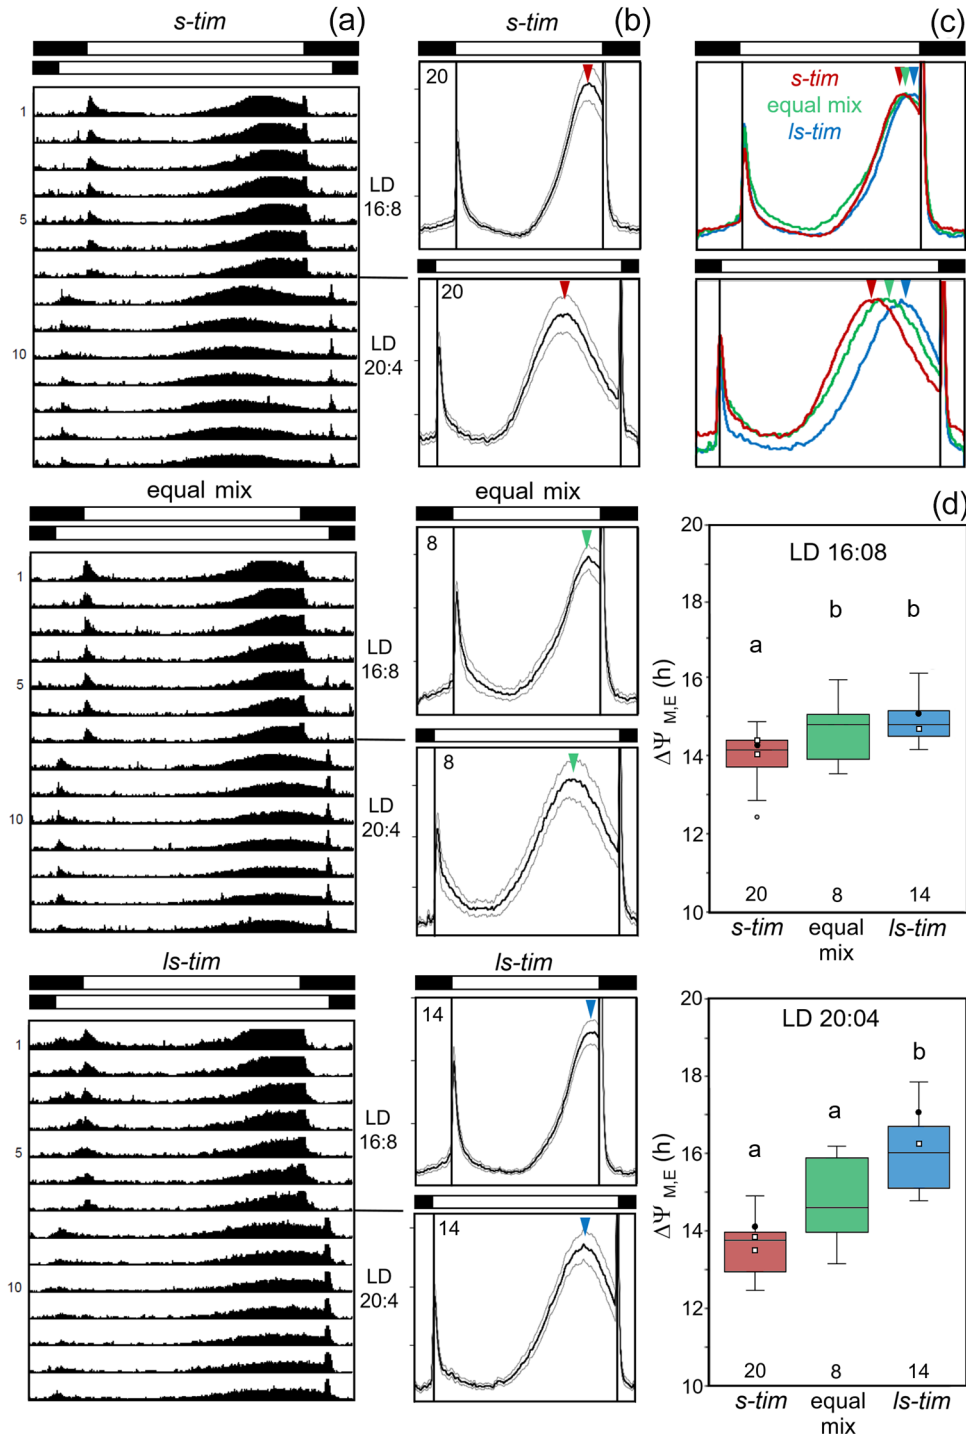 (a)
s-tim
1
5
10
LD
16:8
LD
20:4
equal mix
1
5
10
LD
16:8
LD
20:4
ls-tim
1
5
10
LD
16:8
LD
20:4
(b)
s-tim
20
20
equal mix
8
8
ls-tim
14
14
(c)
s-tim
equal mix
ls-tim
(d)
LD 16:08
ΔΨ M,E (h)
20
18
16
14
12
10
a
b
b
20
8
14
s-tim
equal
mix
ls-tim
LD 20:04
ΔΨ M,E (h)
20
18
16
14
12
10
a
a
b
20
8
14
s-tim
equal
mix
ls-tim